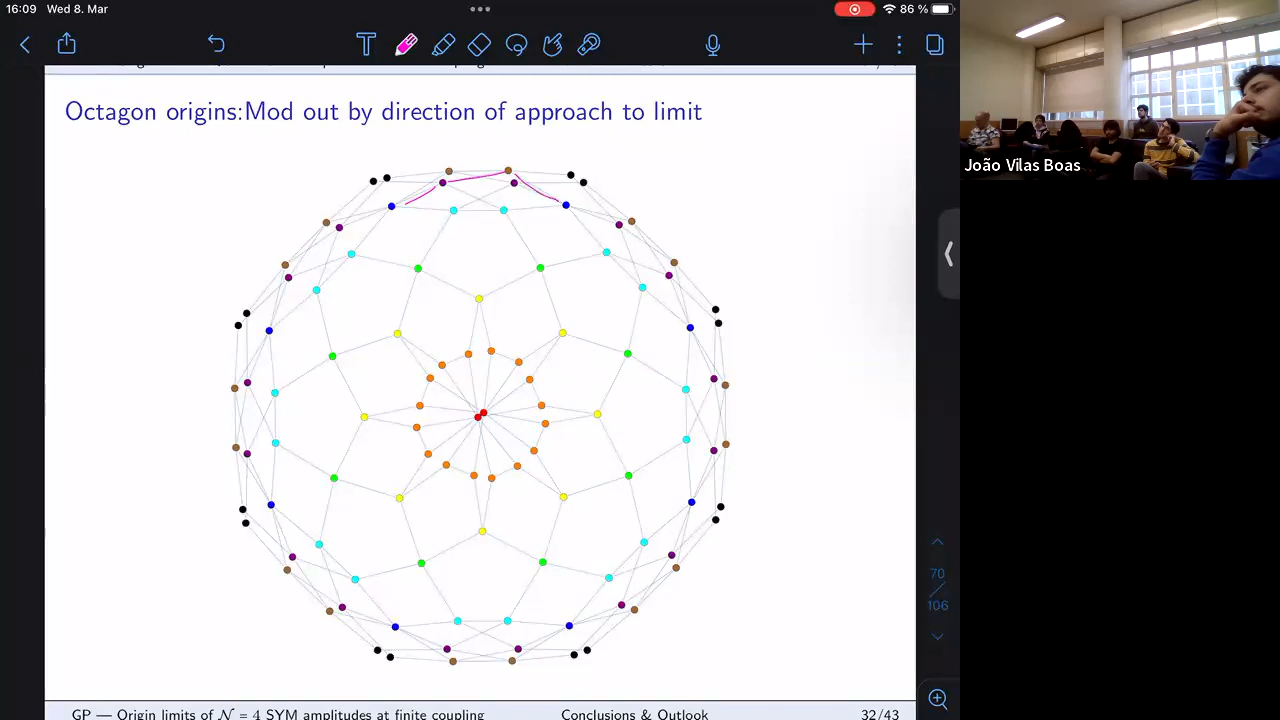 16:09 Wed 8. Mar
86 %
Octagon origins:Mod out by direction of approach to limit
João Vilas Boas
70
106
GP — Origin limits of 𝒩 = 4 SYM amplitudes at finite coupling
Conclusions & Outlook
32/43